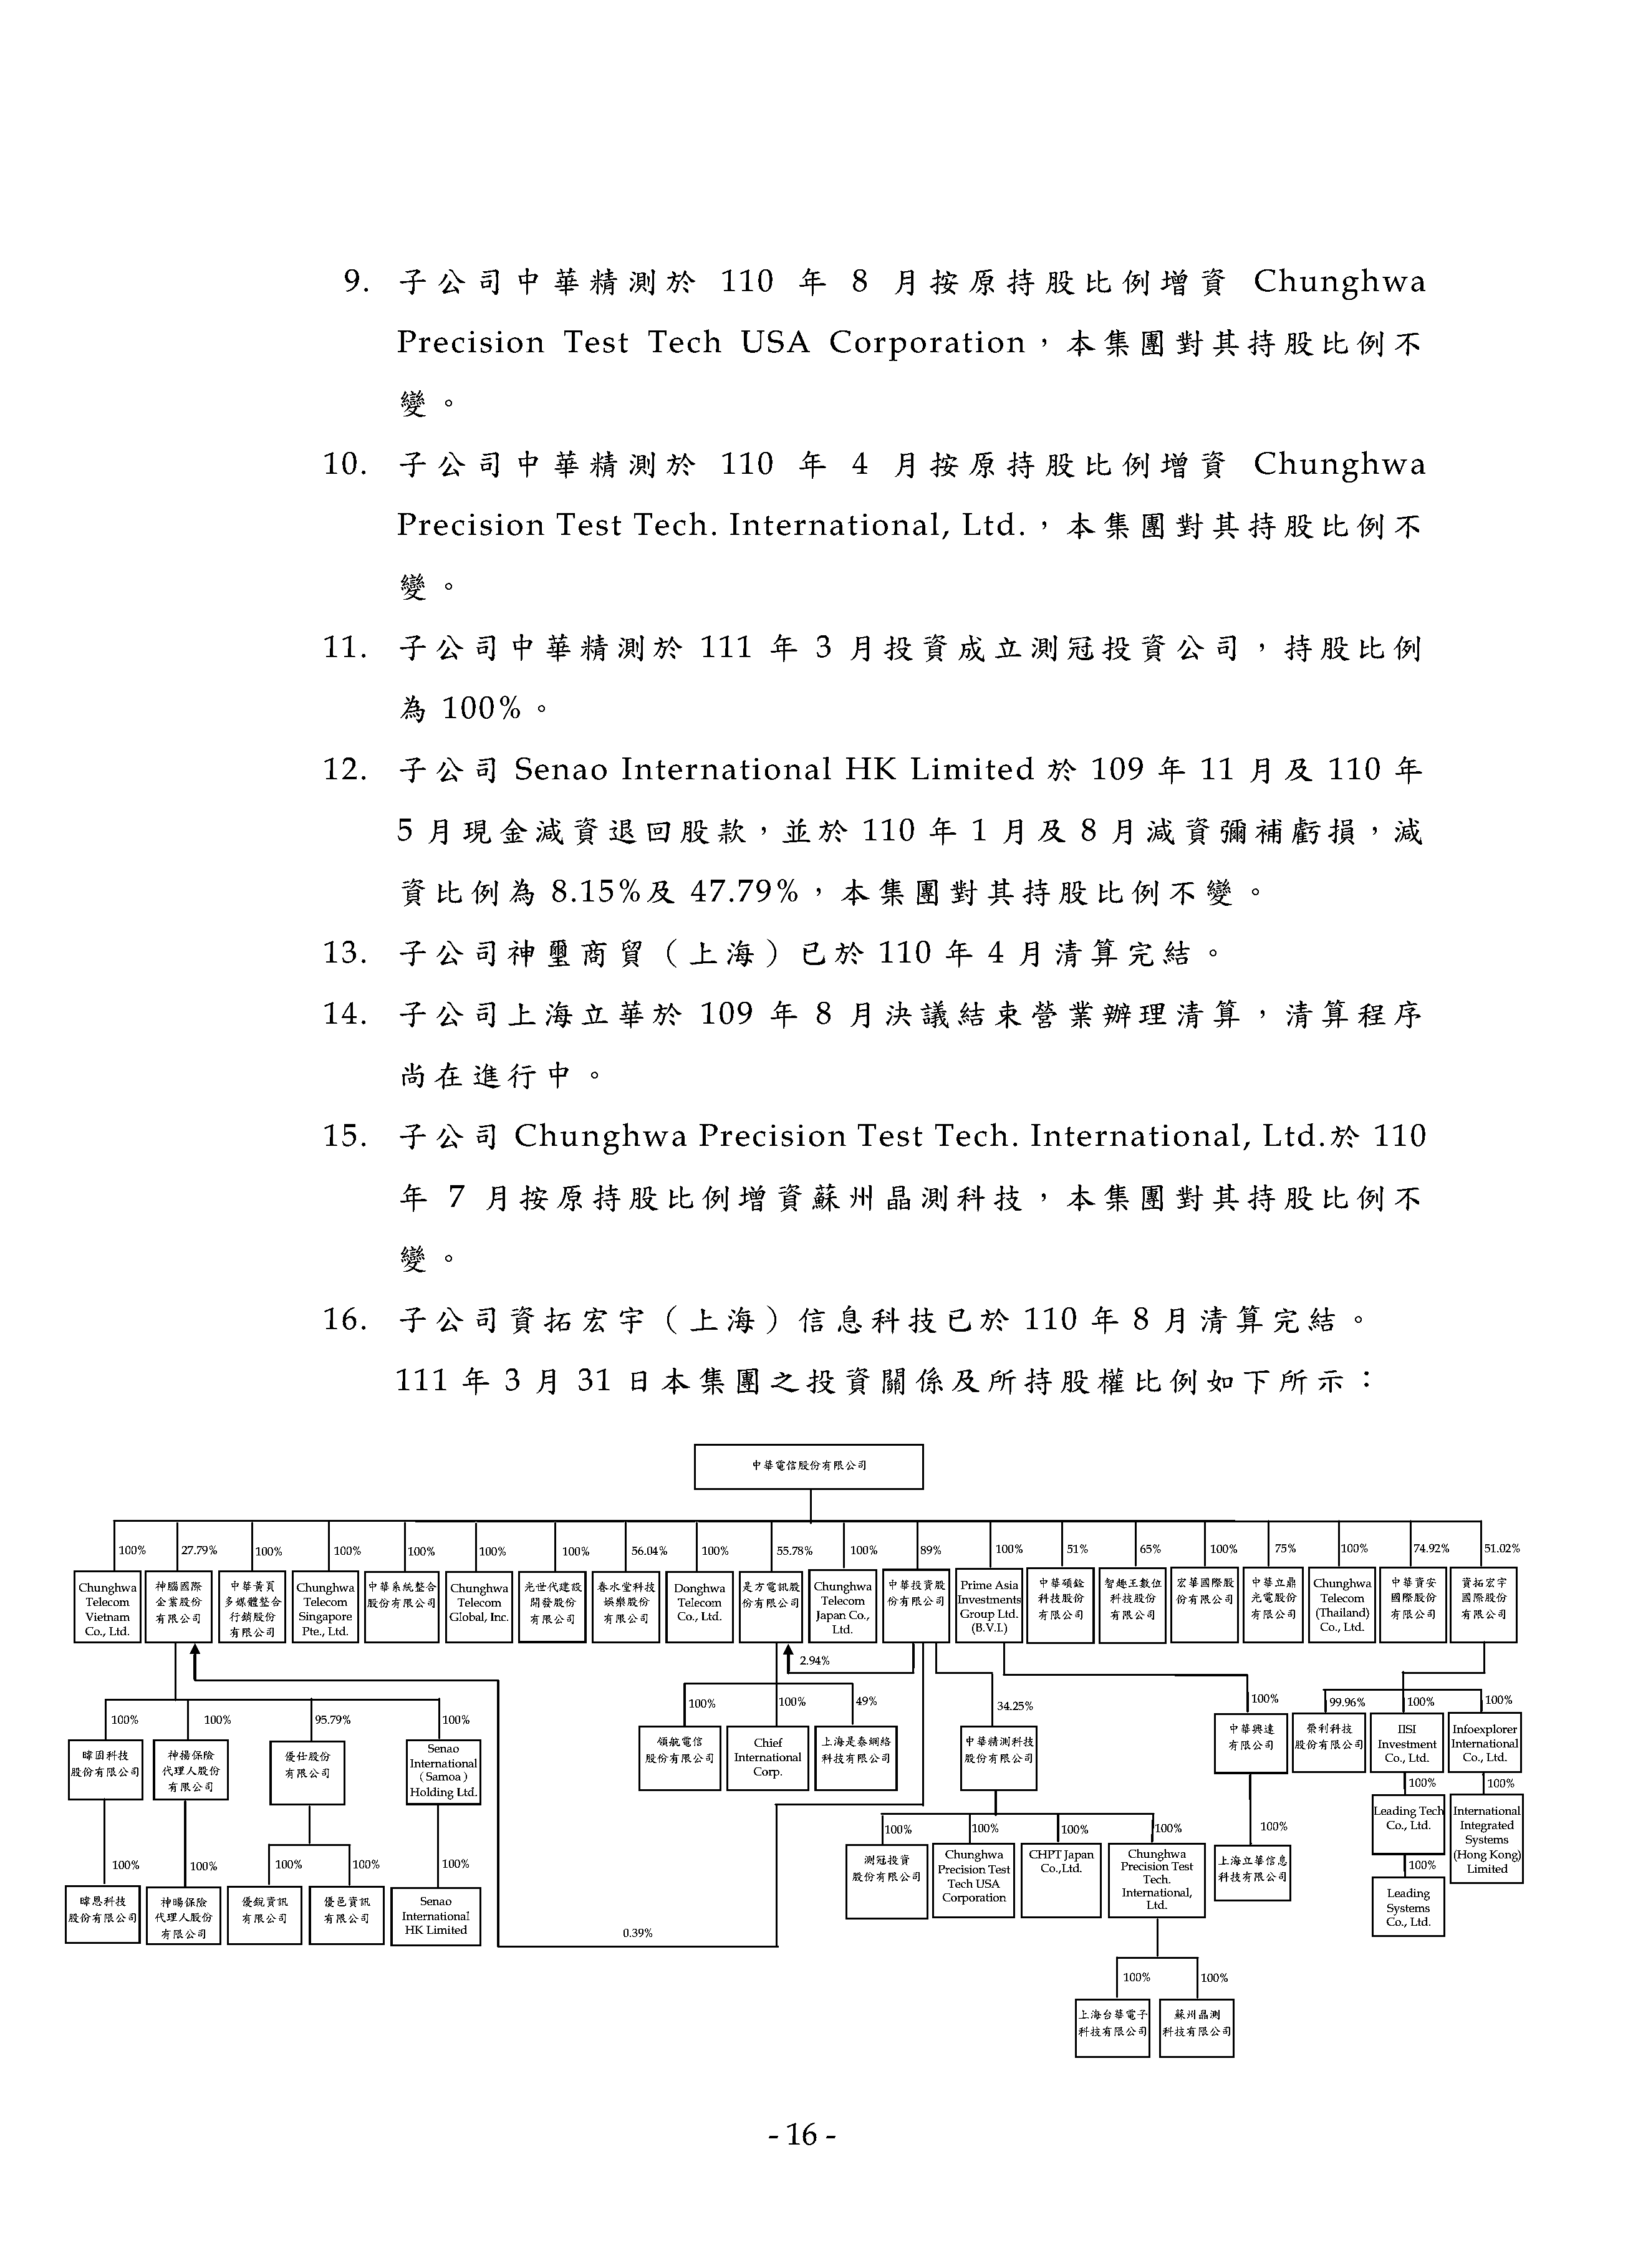 9. 子公司中華精測於 110 年 8 月按原持股比例增資 Chunghwa
Precision Test Tech USA Corporation，本集團對其持股比例不
變。
10. 子公司中華精測於 110 年 4 月按原持股比例增資 Chunghwa
Precision Test Tech. International, Ltd.，本集團對其持股比例不
變。
11. 子公司中華精測於 111 年 3 月投資成立測冠投資公司，持股比例
為 100%。
12. 子公司 Senao International HK Limited 於 109 年 11 月及 110 年
5 月現金減資退回股款，並於 110 年 1 月及 8 月減資彌補虧損，減
資比例為 8.15%及 47.79%，本集團對其持股比例不變。
13. 子公司神璽商貿（上海）已於 110 年 4 月清算完結。
14. 子公司上海立華於 109 年 8 月決議結束營業辦理清算，清算程序
尚在進行中。
15. 子公司 Chunghwa Precision Test Tech. International, Ltd.於 110
年 7 月按原持股比例增資蘇州晶測科技，本集團對其持股比例不
變。
16. 子公司資拓宏宇（上海）信息科技已於 110 年 8 月清算完結。
111 年 3 月 31 日本集團之投資關係及所持股權比例如下所示：
中華電信股份有限公司
100%
27.79%
100%
100%
100%
100%
100%
56.04%
100%
55.78%
100%
89%
100%
51%
65%
100%
75%
100%
74.92%
51.02%
Chunghwa
Telecom
Vietnam
Co., Ltd.
神腦國際
企業股份
有限公司
中華黃頁
多媒體整合
行銷股份
有限公司
Chunghwa
Telecom
Singapore
Pte., Ltd.
中華系統整合
股份有限公司
Chunghwa
Telecom
Global, Inc.
光世代建設
開發股份
有限公司
春水堂科技
娛樂股份
有限公司
Donghwa
Telecom
Co., Ltd.
是方電訊股
份有限公司
Chunghwa
Telecom
Japan Co.,
Ltd.
中華投資股
份有限公司
Prime Asia
Investments
Group Ltd.
(B.V.I.)
中華碩銓
科技股份
有限公司
智趣王數位
科技股份
有限公司
宏華國際股
份有限公司
中華立鼎
光電股份
有限公司
Chunghwa
Telecom
(Thailand)
Co., Ltd.
中華資安
國際股份
有限公司
資拓宏宇
國際股份
有限公司
2.94%
100%
100%
95.79%
100%
100%
100%
49%
34.25%
100%
99.96%
100%
100%
暐固科技
股份有限公司
神揚保險
代理人股份
有限公司
優仕股份
有限公司
Senao
International
(Samoa)
Holding Ltd.
領航電信
股份有限公司
Chief
International
Corp.
上海是泰網絡
科技有限公司
中華精測科技
股份有限公司
中華興達
有限公司
榮利科技
股份有限公司
IISI
Investment
Co., Ltd.
Infoexplorer
International
Co., Ltd.
100%
100%
100%
100%
100%
100%
100%
100%
100%
100%
100%
100%
Leading Tech
Co., Ltd.
International
Integrated
Systems
(Hong Kong)
Limited
100%
暐恩科技
股份有限公司
神暘保險
代理人股份
有限公司
優銳資訊
有限公司
優邑資訊
有限公司
Senao
International
HK Limited
測冠投資
股份有限公司
Chunghwa
Precision Test
Tech USA
Corporation
CHPT Japan
Co.,Ltd.
Chunghwa
Precision Test
Tech.
International,
Ltd.
上海立華信息
科技有限公司
Leading
Systems
Co., Ltd.
0.39%
100%
100%
上海台華電子
科技有限公司
蘇州晶測
科技有限公司
- 16 -